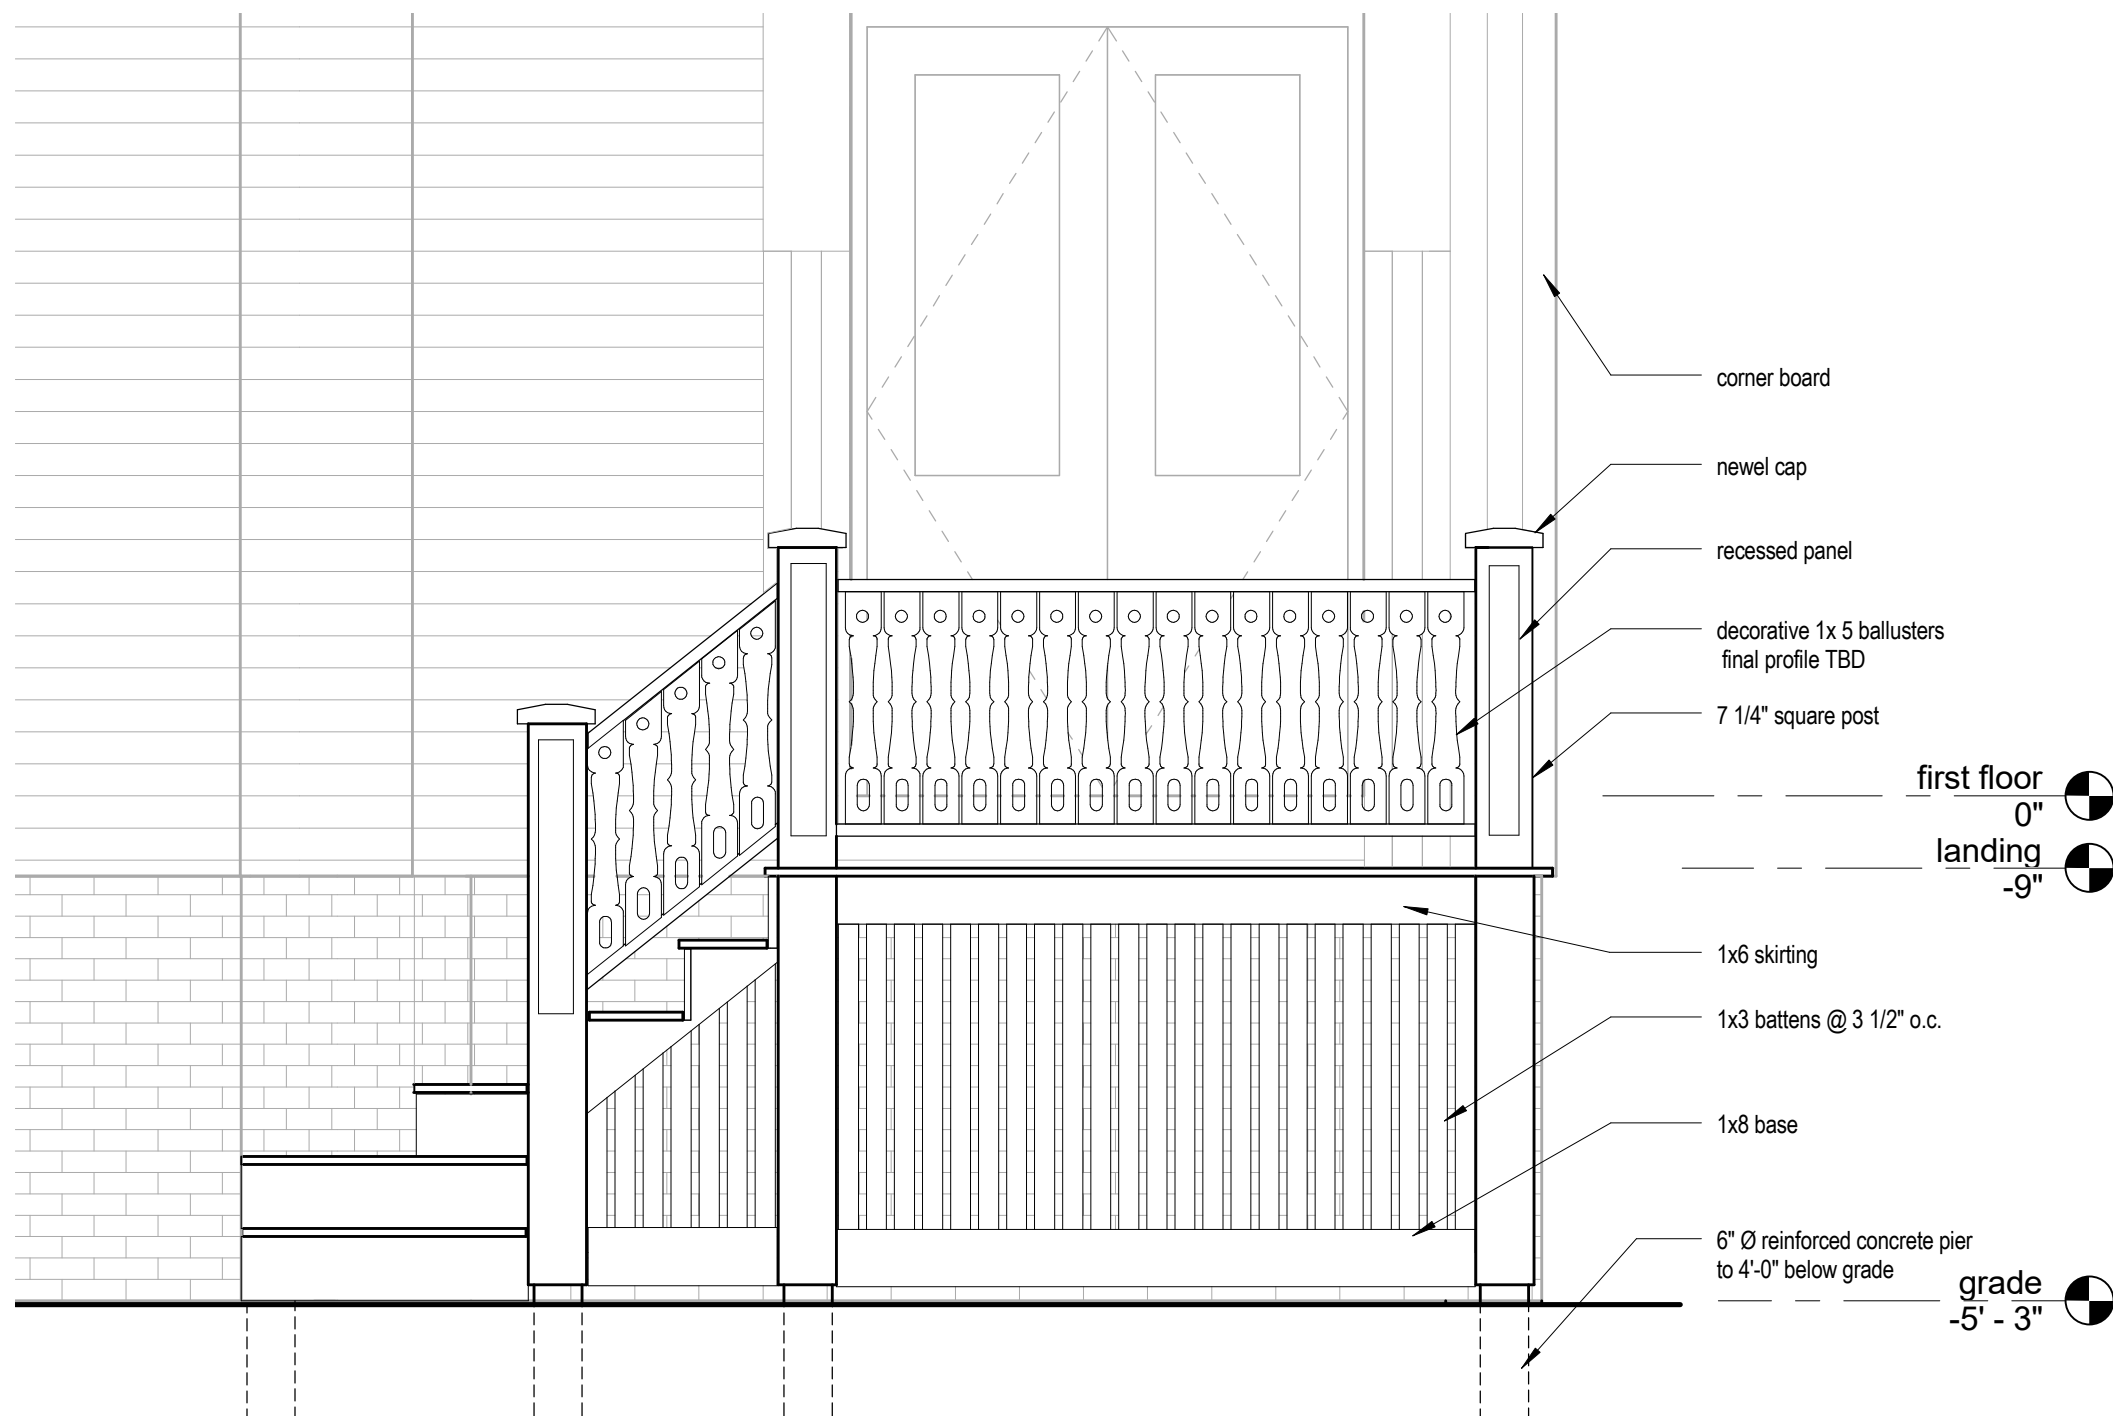 corner board
newel cap
recessed panel
decorative 1x 5 ballusters
final profile TBD
7 1/4" square post
first floor
0"
landing
-9"
1x6 skirting
1x3 battens @ 3 1/2" o.c.
1x8 base
6" Ø reinforced concrete pier
to 4'-0" below grade
grade
-5' - 3"